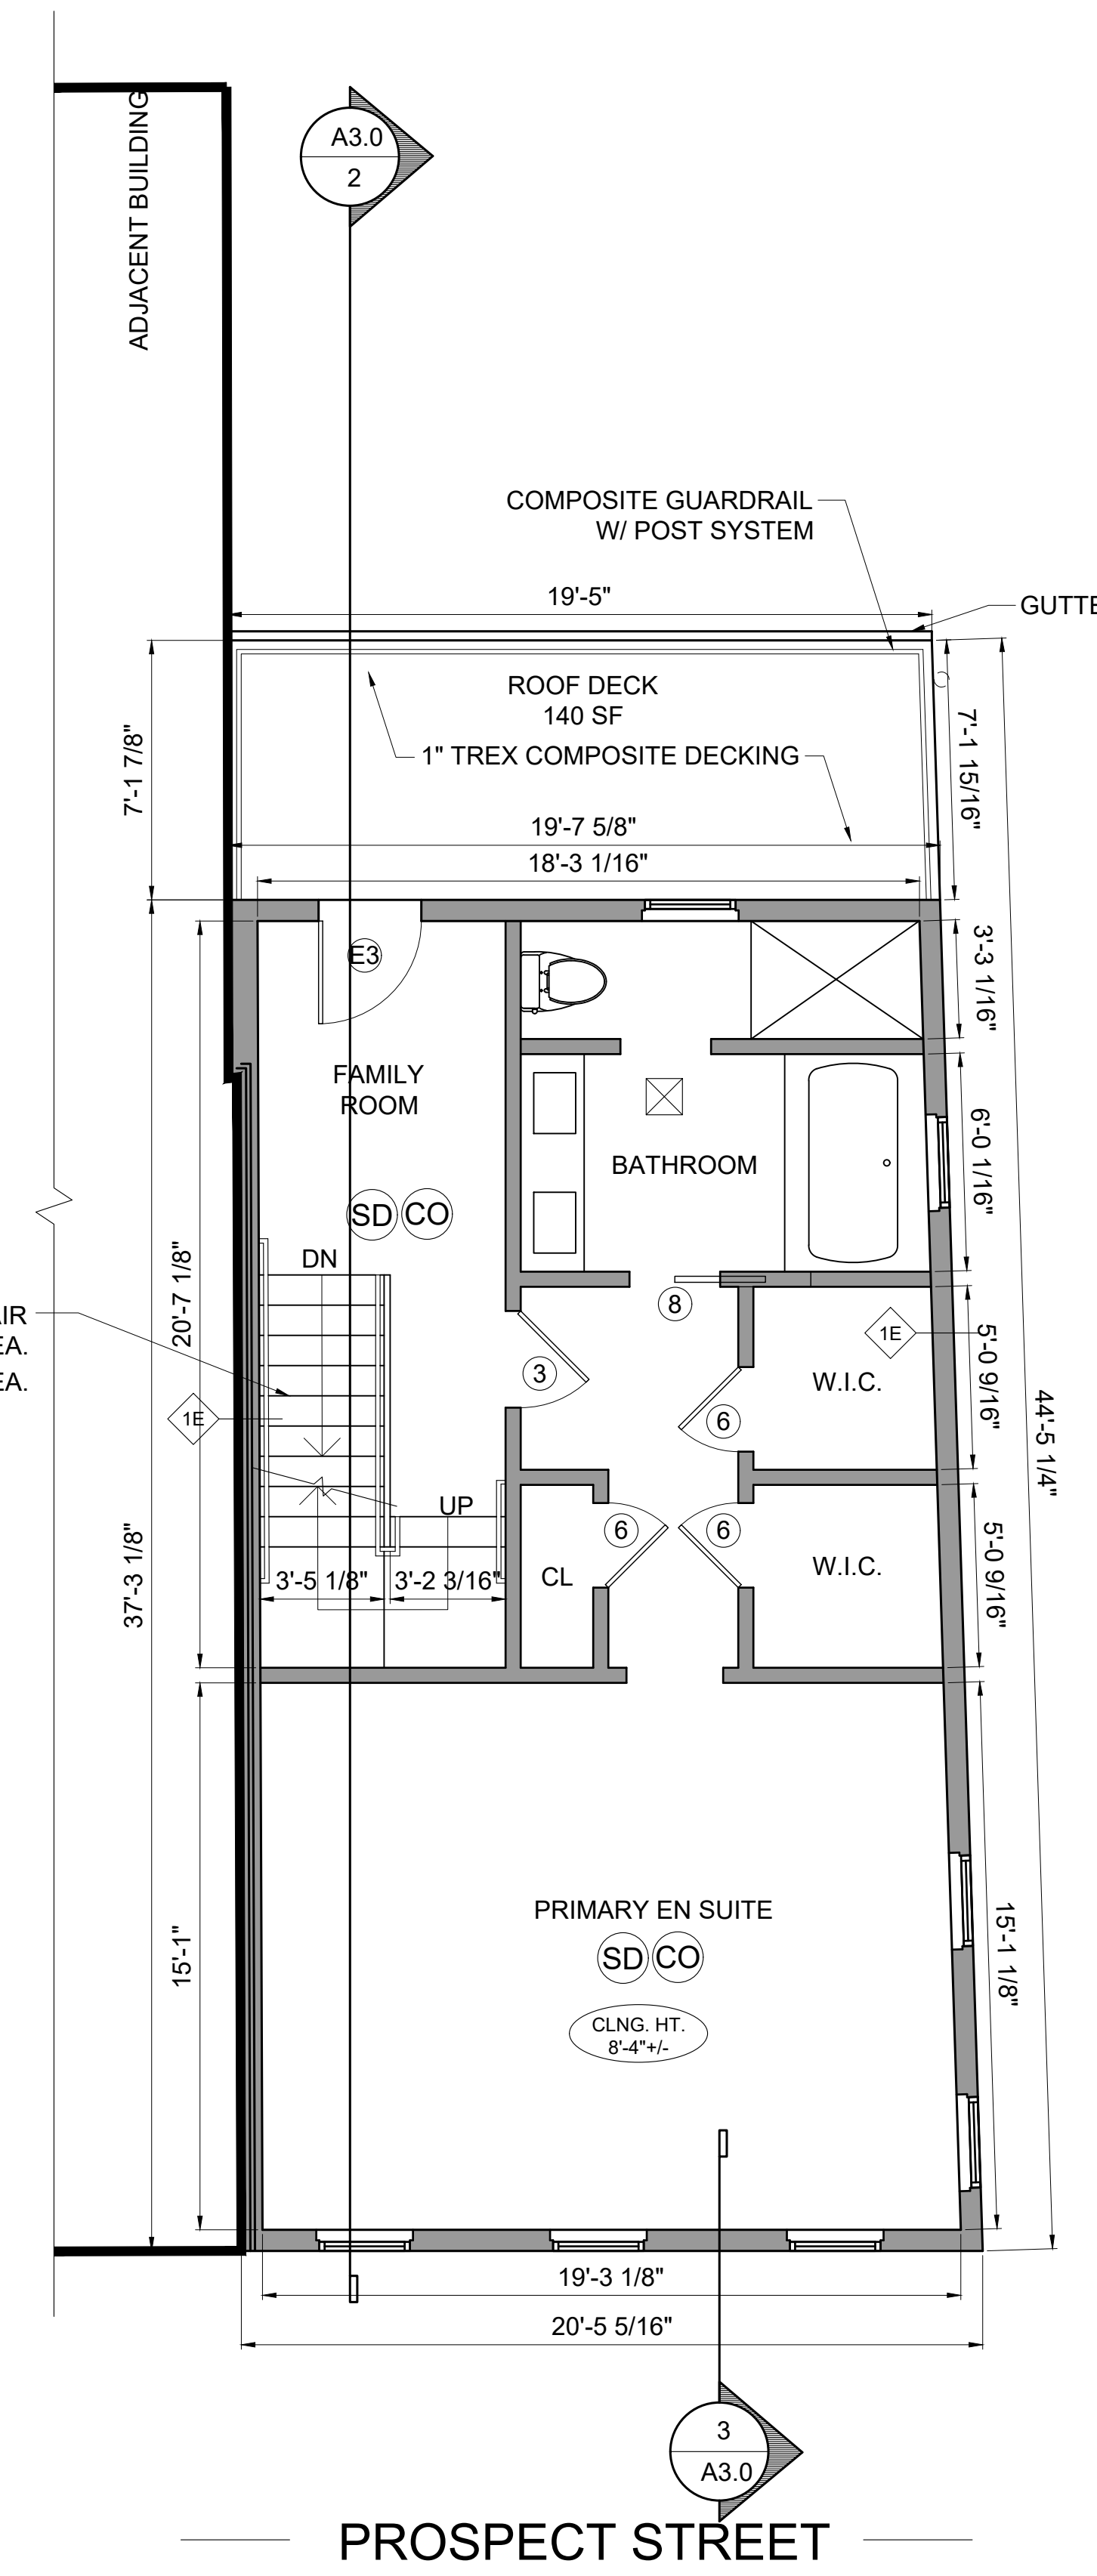 ADJACENT BUILDING
A3.0
2
COMPOSITE GUARDRAIL
W/ POST SYSTEM
19'-5"
GUTTE
ROOF DECK
140 SF
1" TREX COMPOSITE DECKING
7'-1 7/8"
7'-1 15/16"
19'-7 5/8"
18'-3 1/16"
E3
3'-3 1/16"
FAMILY
ROOM
6'-0 1/16"
BATHROOM
SD CO
DN
20'-7 1/8"
8
AIR
EA.
EA.
1E
5'-0 9/16"
3
W.I.C.
6
1E
44'-5 1/4"
UP
6
6
5'-0 9/16"
37'-3 1/8"
3'-5 1/8"
3'-2 3/16"
CL
W.I.C.
PRIMARY EN SUITE
SD CO
15'-1"
15'-1 1/8"
CLNG. HT.
8'-4"+/-
19'-3 1/8"
20'-5 5/16"
3
A3.0
PROSPECT STREET